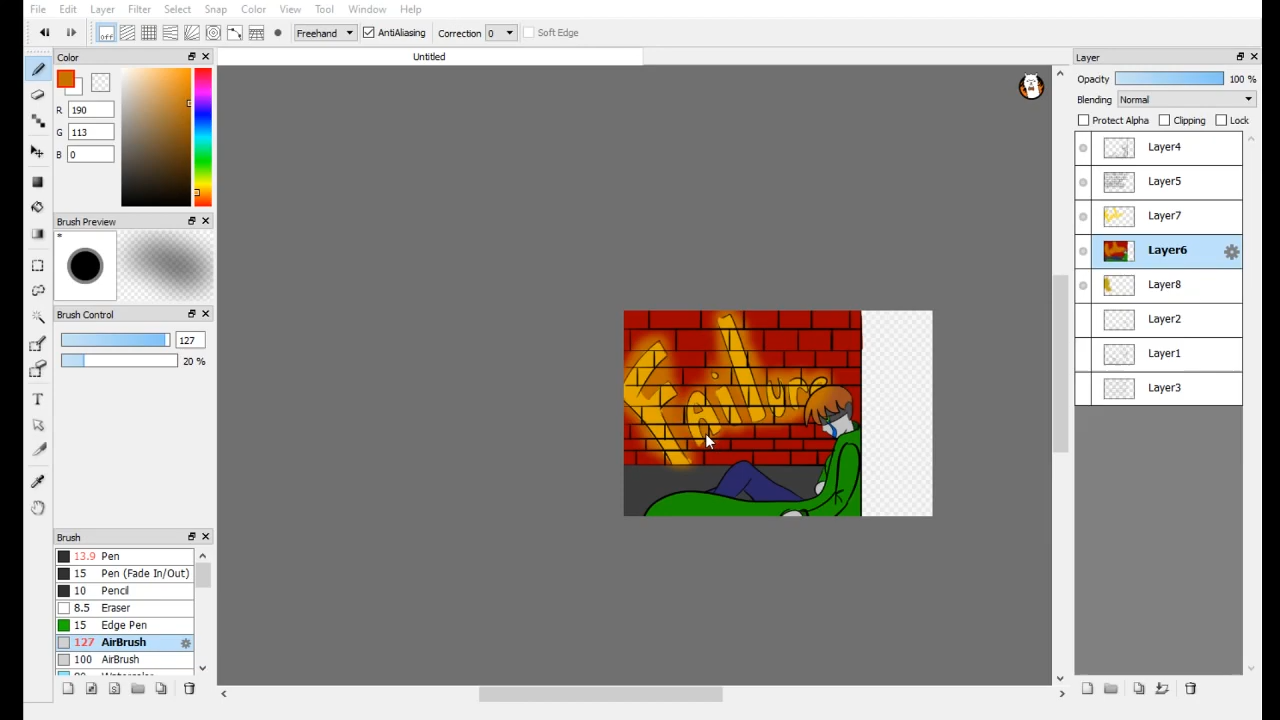 File Edit Layer Filter Select Snap Color View Tool Window Help
off Freehand AntiAliasing Correction 0 Soft Edge
Color
Untitled
Layer
R 190
G 113
B 0
Opacity 100 %
Blending Normal
Protect Alpha Clipping Lock
Layer4
Layer5
Layer7
Layer6
Layer8
Layer2
Layer1
Layer3
Brush Preview
*
Brush Control
127
20 %
Failure
Brush
13.9 Pen
15 Pen (Fade In/Out)
10 Pencil
8.5 Eraser
15 Edge Pen
127 AirBrush
100 AirBrush